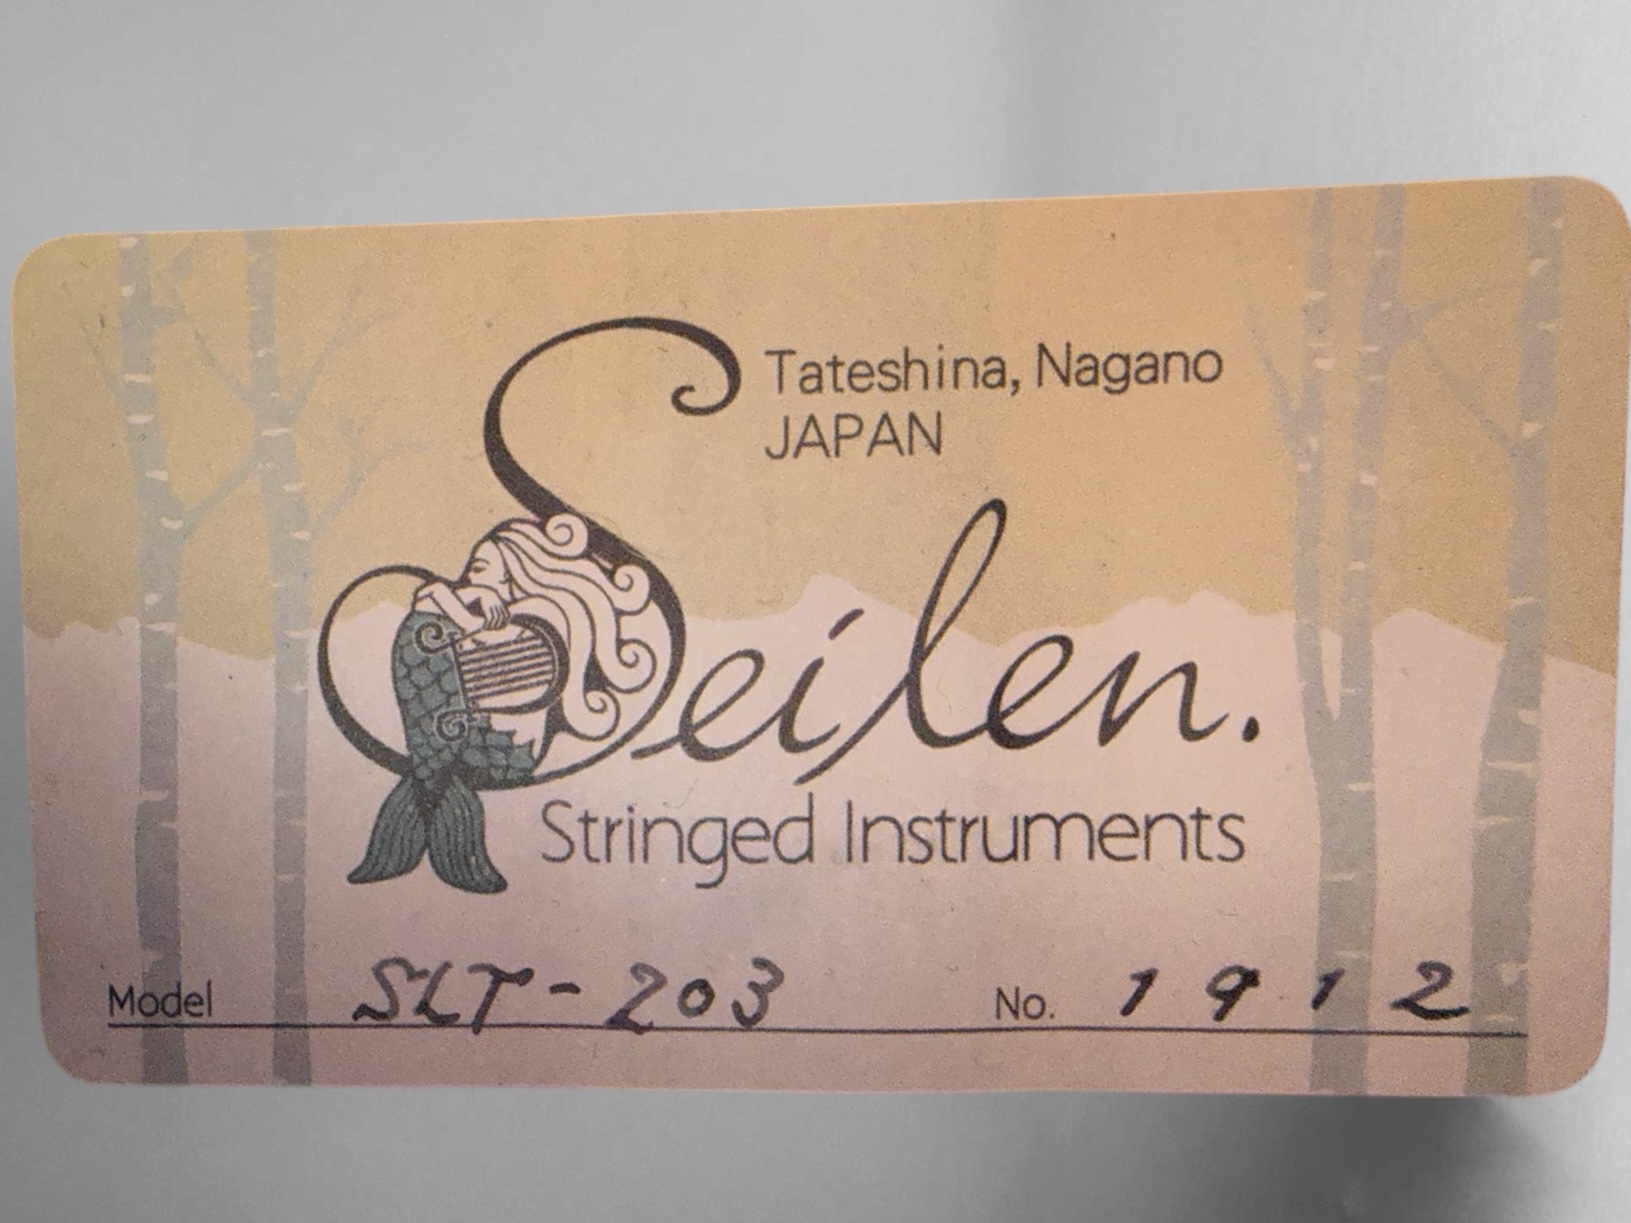 Tateshina, Nagano
JAPAN
Seilen.
Stringed Instruments
Model SLT-203 No. 1912